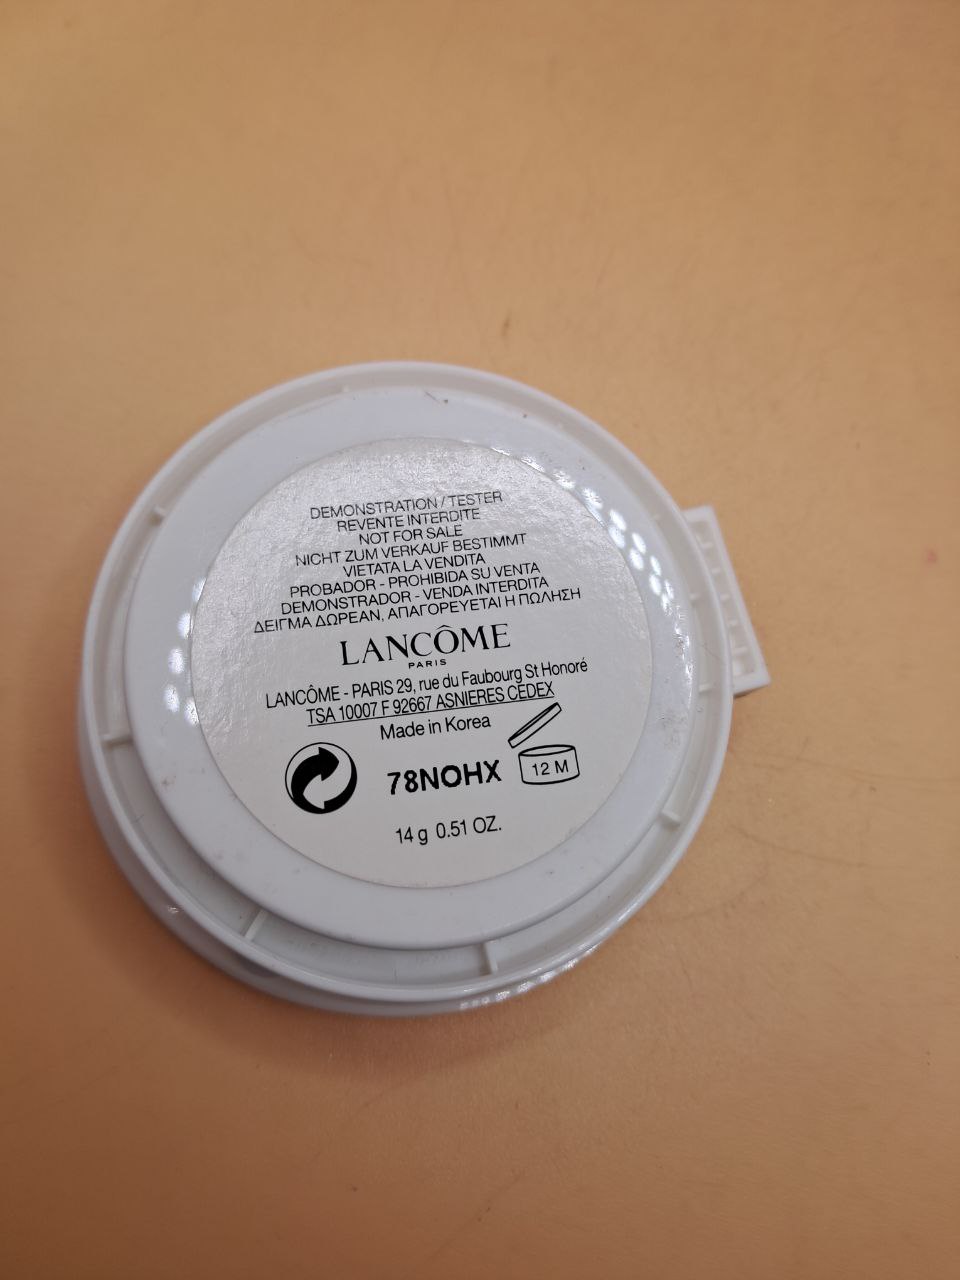 DEMONSTRATION / TESTER
REVENTE INTERDITE
NOT FOR SALE
NICHT ZUM VERKAUF BESTIMMT
VIETATA LA VENDITA
PROBADOR - PROHIBIDA SU VENTA
DEMONSTRADOR - VENDA INTERDITA
ΔΕΙΓΜΑ ΔΩΡΕΑΝ, ΑΠΑΓΟΡΕΥΕΤΑΙ Η ΠΩΛΗΣΗ
LANCÔME
PARIS
LANCÔME - PARIS 29, rue du Faubourg St Honoré
TSA 10007 F 92667 ASNIERES CEDEX
Made in Korea
78N0HX
12 M
14 g 0.51 OZ.